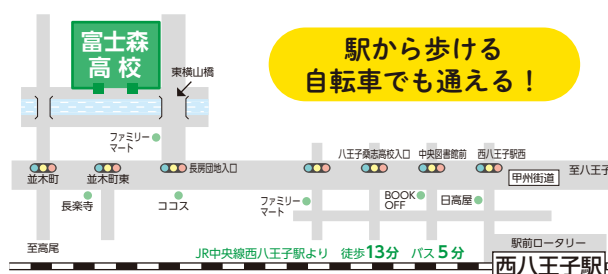 富士森
高校
駅から歩ける
自転車でも通える！
東横山橋
ファミリー
マート
並木町
並木町東
長房団地入口
八王子桑志高校入口
中央図書館前
西八王子駅西
至八王子
甲州街道
長楽寺
ココス
ファミリー
マート
BOOK
OFF
日高屋
至高尾
JR中央線西八王子駅より 徒歩13分 バス5分
駅前ロータリー
西八王子駅